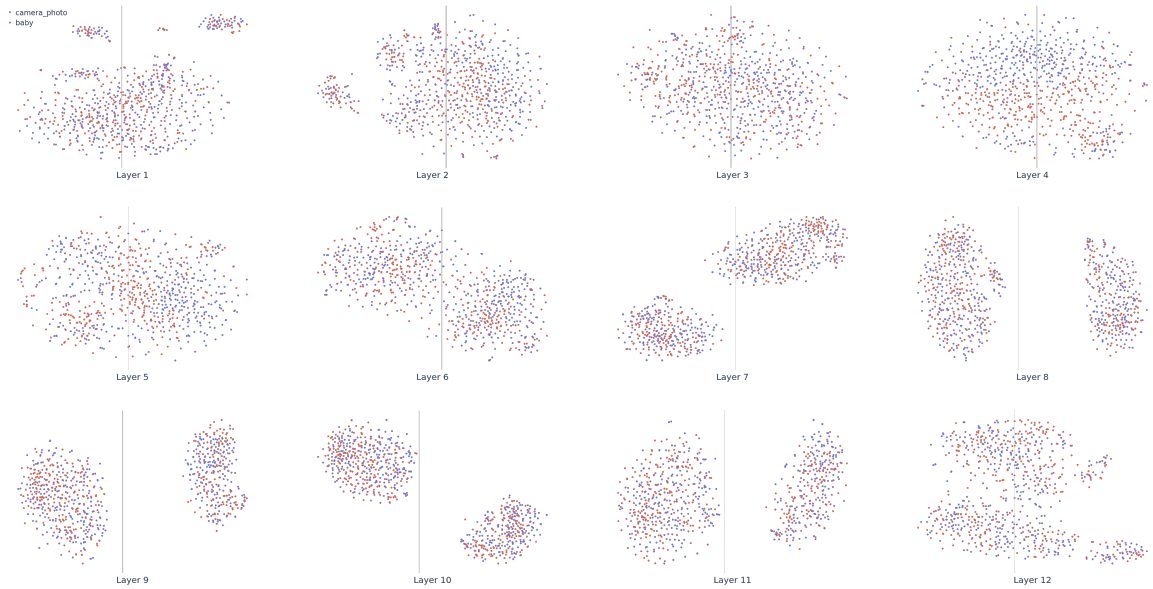 camera_photo
baby
Layer 1
Layer 2
Layer 3
Layer 4
Layer 5
Layer 6
Layer 7
Layer 8
Layer 9
Layer 10
Layer 11
Layer 12